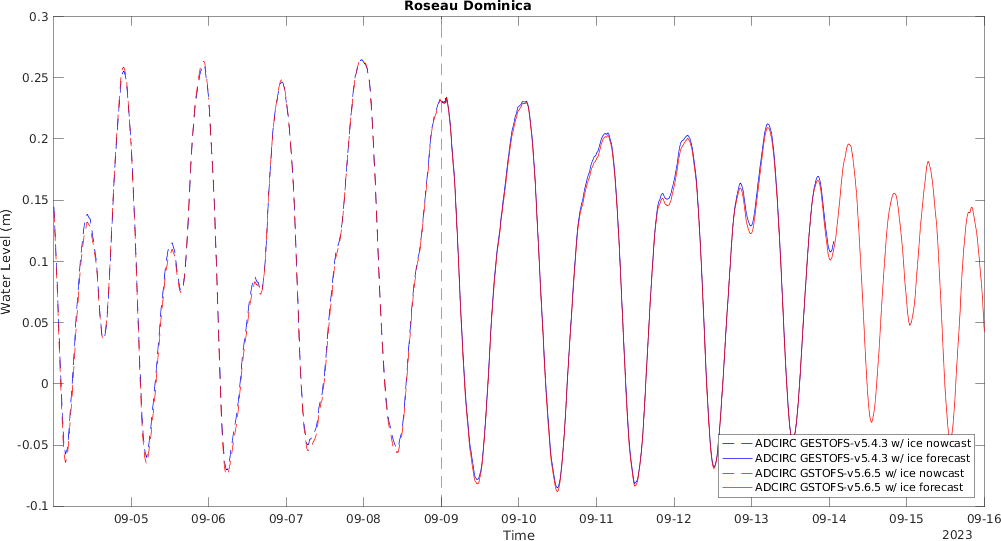 Roseau Dominica
0.3
0.25
0.2
0.15
0.1
0.05
0
-0.05
-0.1
Water Level (m)
ADCIRC GESTOFS-v5.4.3 w/ ice nowcast
ADCIRC GESTOFS-v5.4.3 w/ ice forecast
ADCIRC GSTOFS-v5.6.5 w/ ice nowcast
ADCIRC GSTOFS-v5.6.5 w/ ice forecast
09-05 09-06 09-07 09-08 09-09 09-10 09-11 09-12 09-13 09-14 09-15 09-16
Time
2023